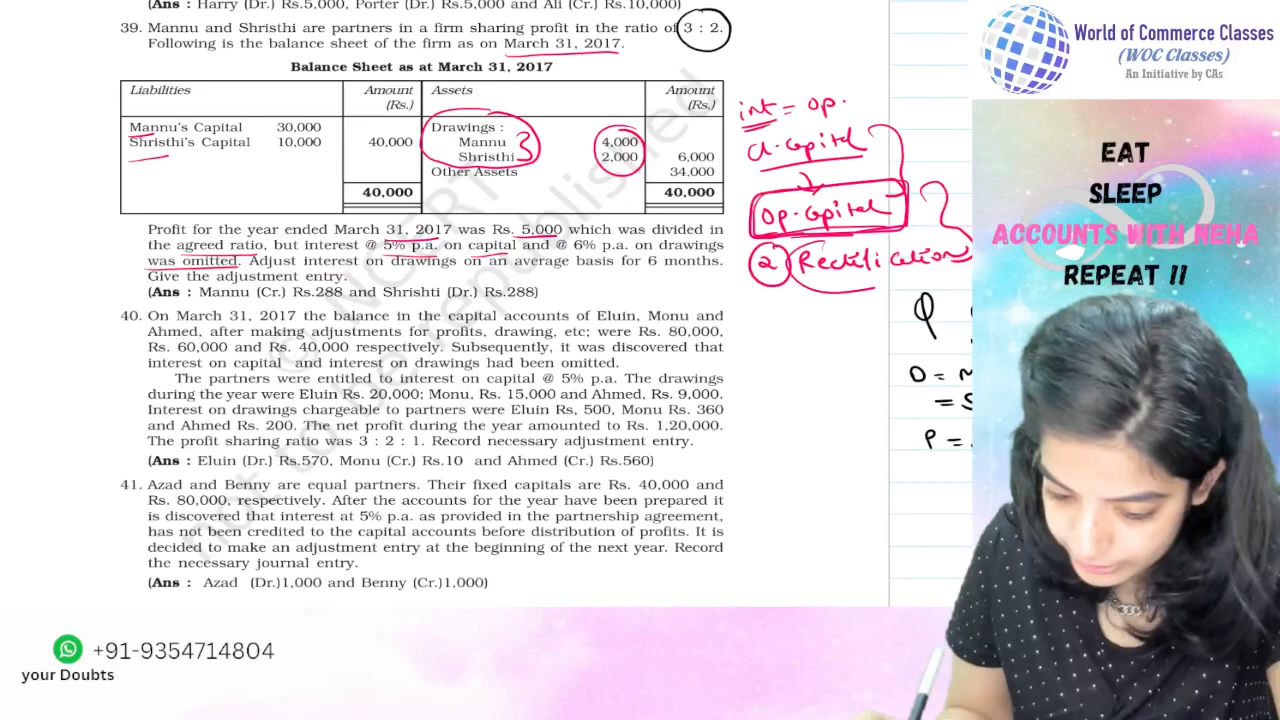 (Ans : Harry (Dr.) Rs.5,000, Porter (Dr.) Rs.5,000 and Ali (Cr.) Rs.10,000)
39. Mannu and Shristhi are partners in a firm sharing profit in the ratio of 3 : 2.
Following is the balance sheet of the firm as on March 31, 2017.
Balance Sheet as at March 31, 2017
Liabilities Amount (Rs.) Assets Amount (Rs.)
Mannu's Capital 30,000 Drawings :
Shristhi's Capital 10,000 40,000 Mannu 4,000
Shristhi 2,000 6,000
Other Assets 34,000
40,000 40,000
Profit for the year ended March 31, 2017 was Rs. 5,000 which was divided in
the agreed ratio, but interest @ 5% p.a. on capital and @ 6% p.a. on drawings
was omitted. Adjust interest on drawings on an average basis for 6 months.
Give the adjustment entry.
(Ans : Mannu (Cr.) Rs.288 and Shrishti (Dr.) Rs.288)
40. On March 31, 2017 the balance in the capital accounts of Eluin, Monu and
Ahmed, after making adjustments for profits, drawing, etc; were Rs. 80,000,
Rs. 60,000 and Rs. 40,000 respectively. Subsequently, it was discovered that
interest on capital and interest on drawings had been omitted.
The partners were entitled to interest on capital @ 5% p.a. The drawings
during the year were Eluin Rs. 20,000; Monu, Rs. 15.000 and Ahmed, Rs. 9,000.
Interest on drawings chargeable to partners were Eluin Rs, 500, Monu Rs. 360
and Ahmed Rs. 200. The net profit during the year amounted to Rs. 1,20,000.
The profit sharing ratio was 3 : 2 : 1. Record necessary adjustment entry.
(Ans : Eluin (Dr.) Rs.570, Monu (Cr.) Rs.10 and Ahmed (Cr.) Rs.560)
41. Azad and Benny are equal partners. Their fixed capitals are Rs. 40,000 and
Rs. 80,000, respectively. After the accounts for the year have been prepared it
is discovered that interest at 5% p.a. as provided in the partnership agreement,
has not been credited to the capital accounts before distribution of profits. It is
decided to make an adjustment entry at the beginning of the next year. Record
the necessary journal entry.
(Ans : Azad (Dr.)1,000 and Benny (Cr.)1,000)
© NCERT
not to be republished
3
int = op.
cl-capital
op-capital
2 Rectification
P
D =
=
P =
World of Commerce Classes
(WOC Classes)
An Initiative by CAs
EAT
SLEEP
ACCOUNTS WITH NEHA
REPEAT !!
+91-9354714804
your Doubts